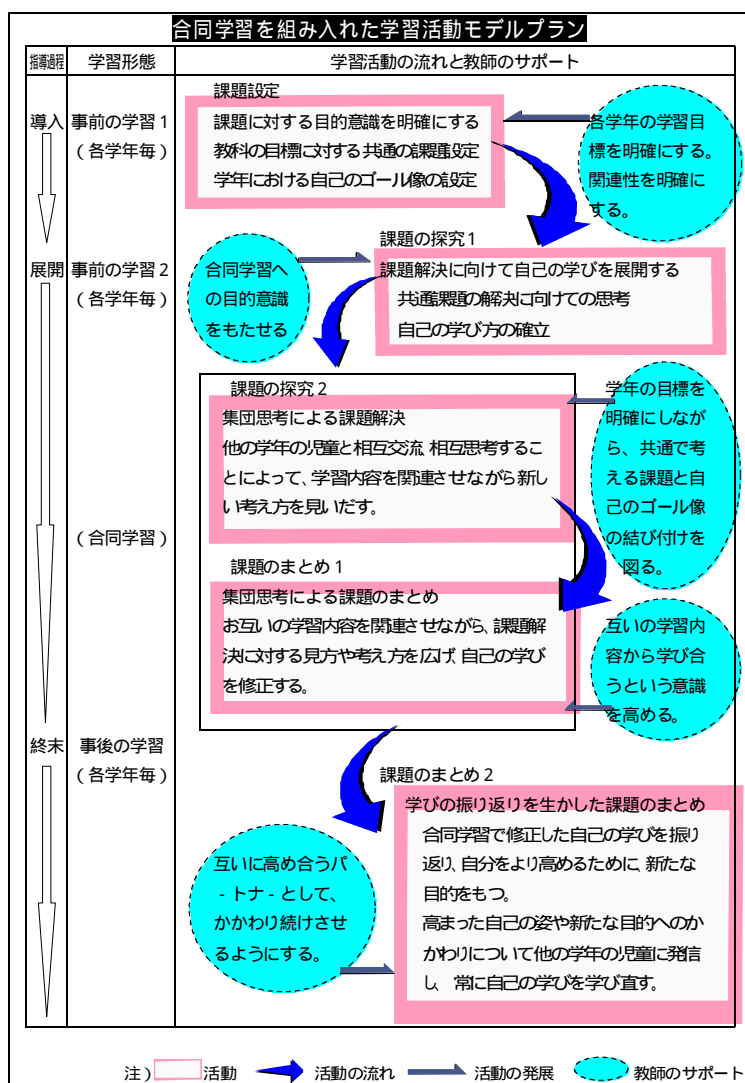 合同学習を組み入れた学習活動モデルプラン
指導過程 学習形態 学習活動の流れと教師のサポート
課題設定
導入 事前の学習1
(各学年毎)
課題に対する目的意識を明確にする
教科の目標に対する共通の課題設定
学年における自己のゴール像の設定
各学年の学習目
標を明確にする。
関連性を明確に
する。
課題の探究1
展開 事前の学習2
(各学年毎)
合同学習へ
の目的意識
をもたせる
課題解決に向けて自己の学びを展開する
共通課題の解決に向けての思考
自己の学び方の確立
課題の探究2
集団思考による課題解決
他の学年の児童と相互交流、相互思考するこ
とによって、学習内容を関連させながら新し
い考え方を見いだす。
学年の目標を
明確にしなが
ら、共通で考
える課題と自
己のゴール像
の結び付けを
図る。
(合同学習)
課題のまとめ1
集団思考による課題のまとめ
お互いの学習内容を関連させながら、課題解
決に対する見方や考え方を広げ、自己の学び
を修正する。
互いの学習内
容から学び合
うという意識
を高める。
終末 事後の学習
(各学年毎)
課題のまとめ2
学びの振り返りを生かした課題のまとめ
合同学習で修正した自己の学びを振り
返り、自分をより高めるために、新たな
目的をもつ。
高まった自己の姿や新たな目的へのか
かわりについて他の学年の児童に発信
し、常に自己の学びを学び直す。
互いに高め合うパ
-トナ-として、
かかわり続けさせ
るようにする。
注) 活動 活動の流れ 活動の発展 教師のサポート